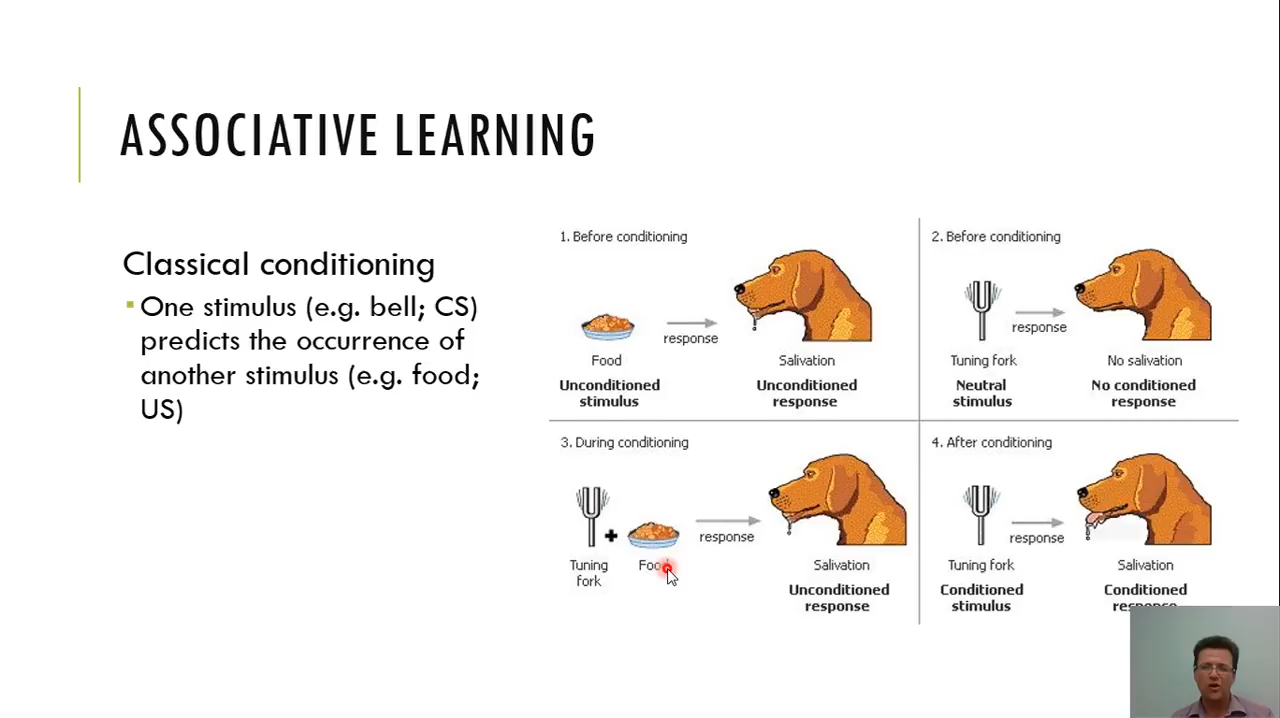 ASSOCIATIVE LEARNING
Classical conditioning
One stimulus (e.g. bell; CS)
predicts the occurrence of
another stimulus (e.g. food;
US)
1. Before conditioning
response
Food
Salivation
Unconditioned
stimulus
Unconditioned
response
2. Before conditioning
response
Tuning fork
No salivation
Neutral
stimulus
No conditioned
response
3. During conditioning
response
Tuning
fork
Food
Salivation
Unconditioned
response
4. After conditioning
response
Tuning fork
Salivation
Conditioned
stimulus
Conditioned
response